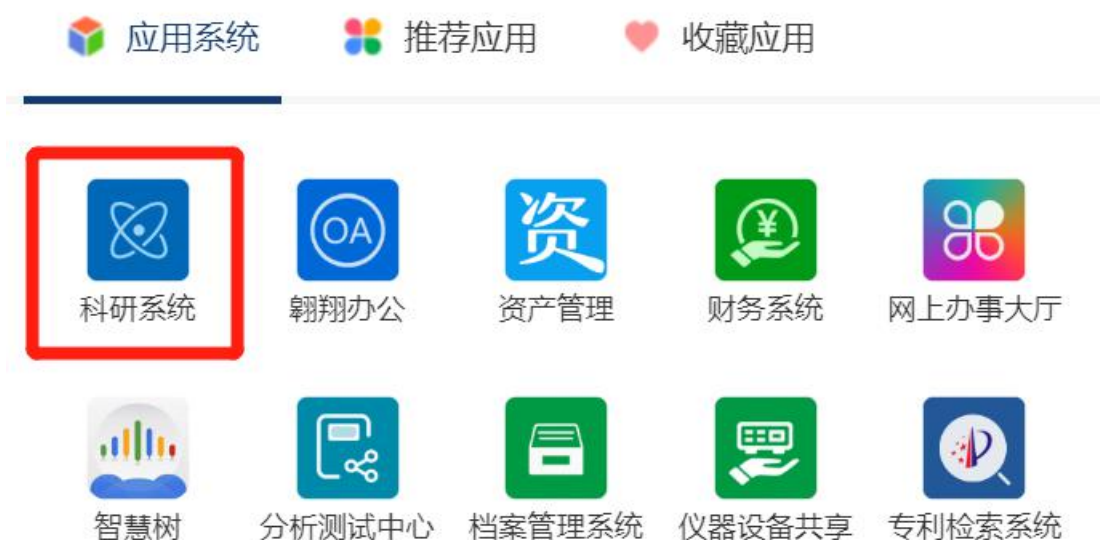 应用系统 推荐应用 收藏应用
OA 资 ¥
科研系统 翱翔办公 资产管理 财务系统 网上办事大厅
智慧树 分析测试中心 档案管理系统 仪器设备共享 专利检索系统